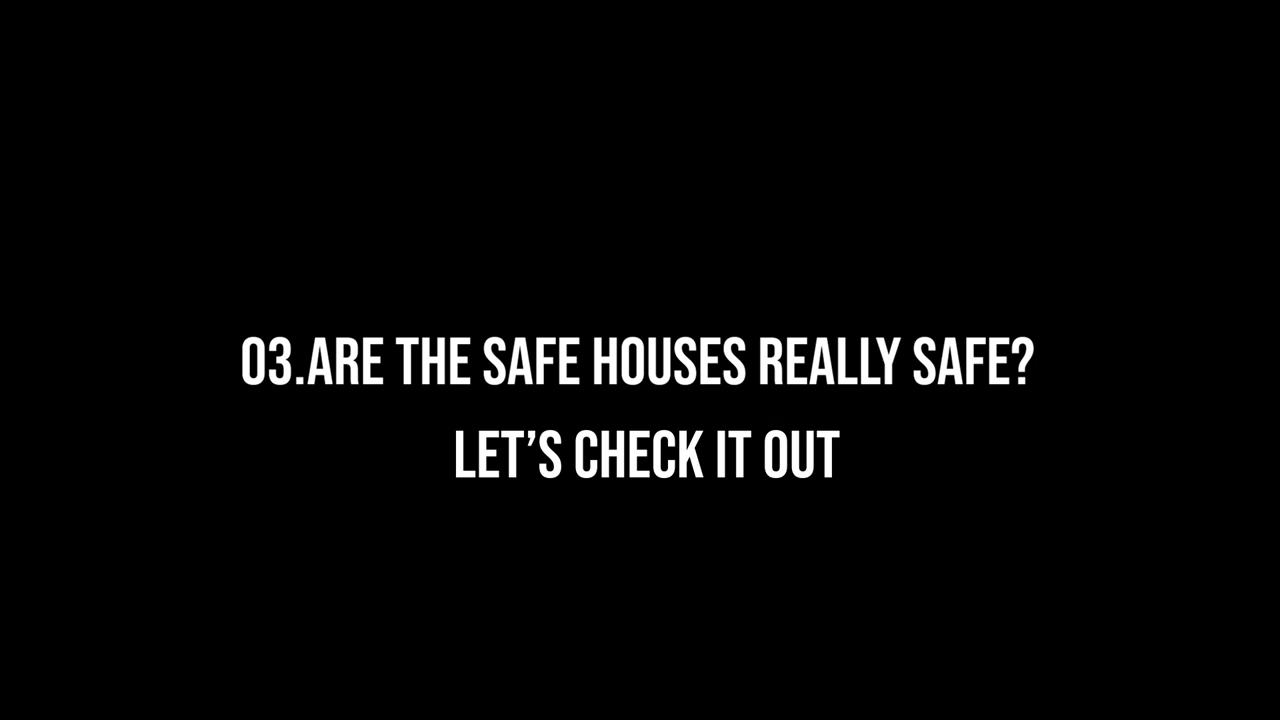 03.ARE THE SAFE HOUSES REALLY SAFE?
LET’S CHECK IT OUT